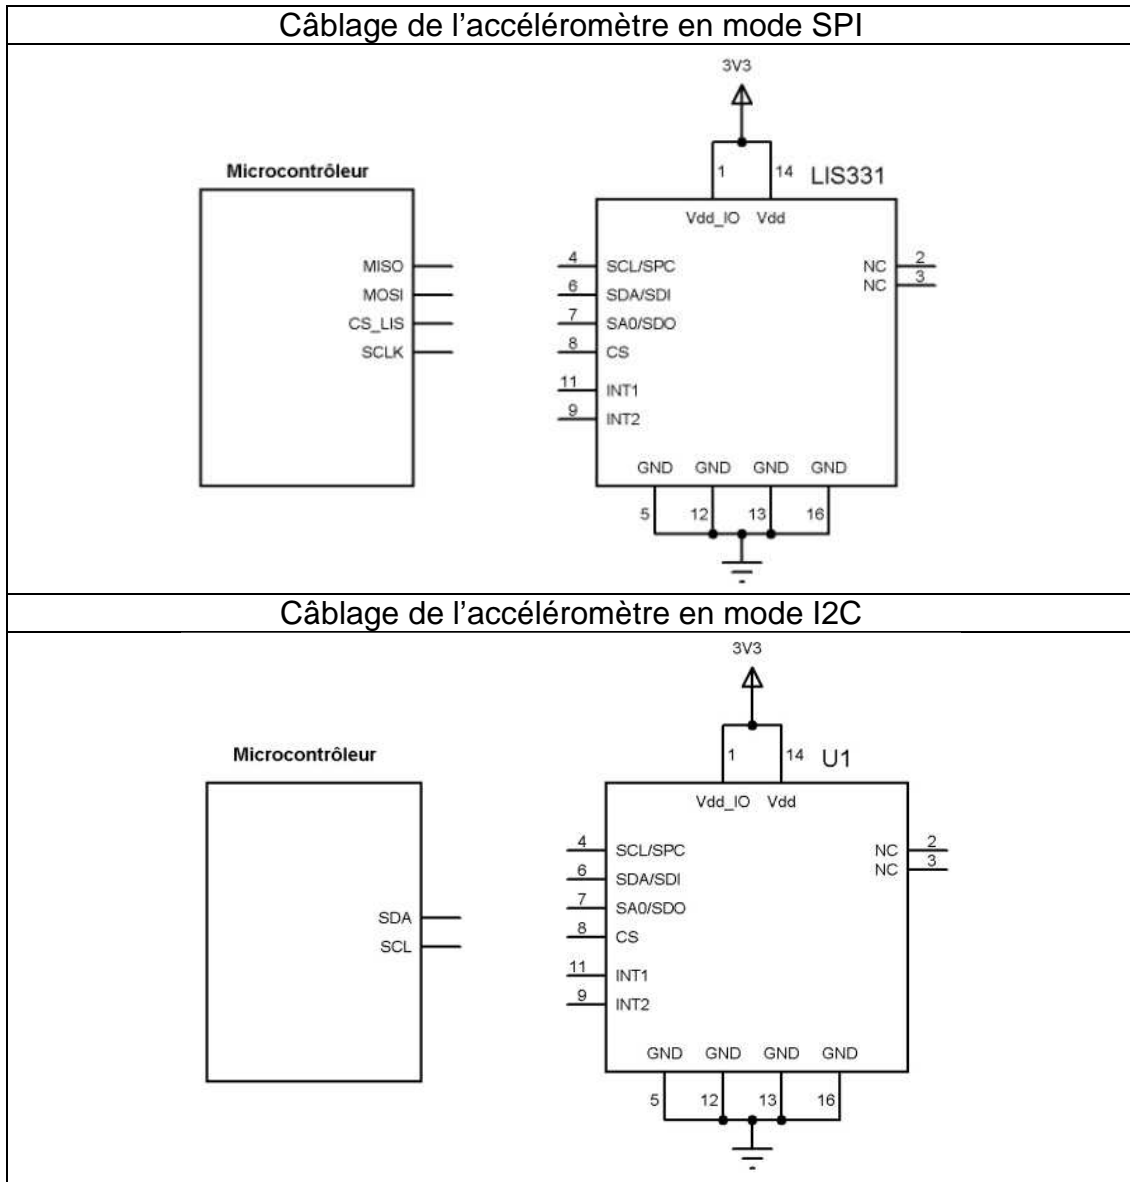 Câblage de l'accéléromètre en mode SPI
3V3
Microcontrôleur
1
14
LIS331
Vdd_IO Vdd
MISO
MOSI
CS_LIS
SCLK
4 SCL/SPC
6 SDA/SDI
7 SA0/SDO
8 CS
11 INT1
9 INT2
NC 2
NC 3
GND GND GND GND
5 12 13 16
Câblage de l'accéléromètre en mode I2C
3V3
Microcontrôleur
1
14
U1
Vdd_IO Vdd
SDA
SCL
4 SCL/SPC
6 SDA/SDI
7 SA0/SDO
8 CS
11 INT1
9 INT2
NC 2
NC 3
GND GND GND GND
5 12 13 16